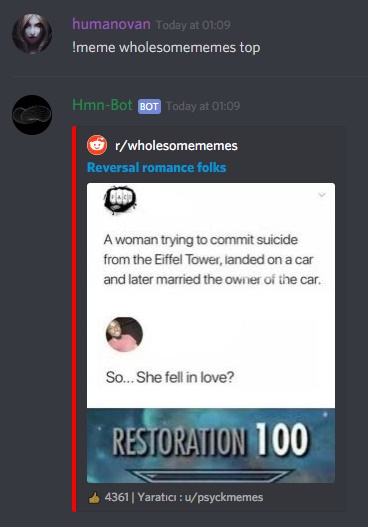 humanovan Today at 01:09
!meme wholesomememes top
Hmn-Bot BOT Today at 01:09
r/wholesomememes
Reversal romance folks
FACT
A woman trying to commit suicide
from the Eiffel Tower, landed on a car
and later married the owner of the car.
So... She fell in love?
RESTORATION 100
4361 | Yaratıcı : u/psyckmemes